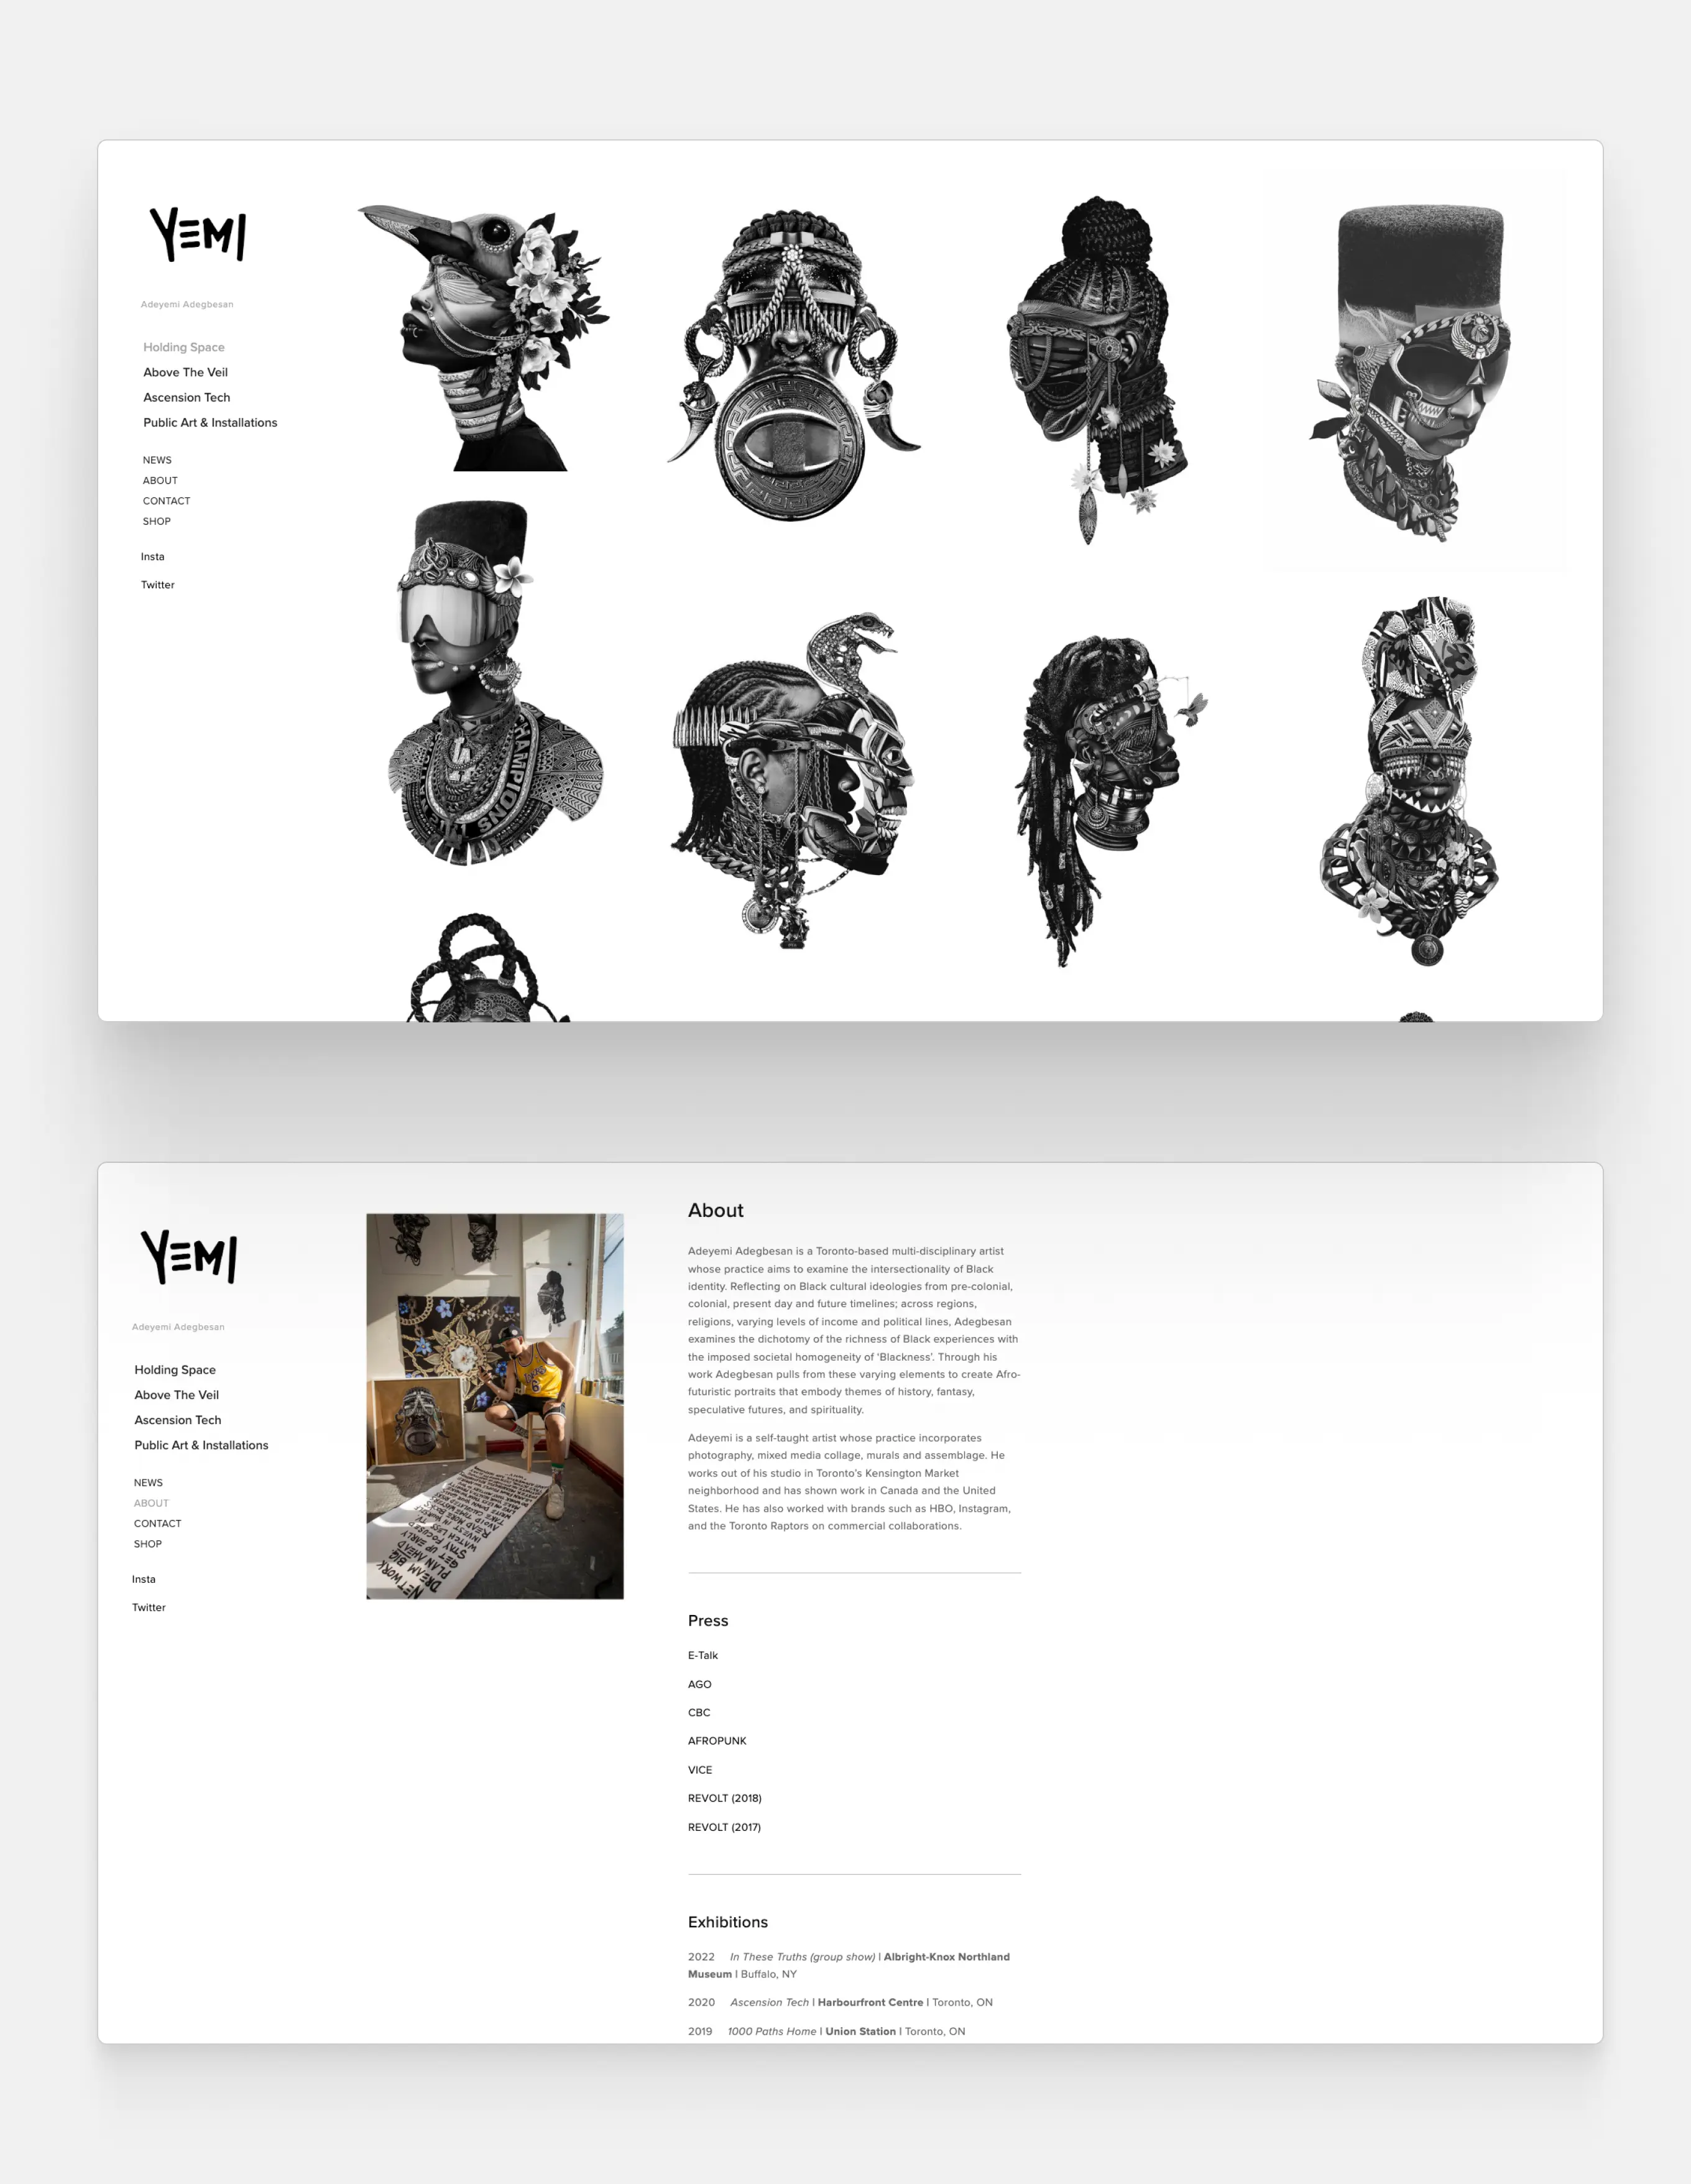 YEMI
Adeyemi Adegbesan
Holding Space
Above The Veil
Ascension Tech
Public Art & Installations
NEWS
ABOUT
CONTACT
SHOP
Insta
Twitter
CHAMPIONS
YEMI
Adeyemi Adegbesan
Holding Space
Above The Veil
Ascension Tech
Public Art & Installations
NEWS
ABOUT
CONTACT
SHOP
Insta
Twitter
6
NETWORK
DREAM BIG
PLAN AHEAD
GET UP EARLY
STAY FOCUSED
About
Adeyemi Adegbesan is a Toronto-based multi-disciplinary artist
whose practice aims to examine the intersectionality of Black
identity. Reflecting on Black cultural ideologies from pre-colonial,
colonial, present day and future timelines; across regions,
religions, varying levels of income and political lines, Adegbesan
examines the dichotomy of the richness of Black experiences with
the imposed societal homogeneity of ‘Blackness’. Through his
work Adegbesan pulls from these varying elements to create Afro-
futuristic portraits that embody themes of history, fantasy,
speculative futures, and spirituality.
Adeyemi is a self-taught artist whose practice incorporates
photography, mixed media collage, murals and assemblage. He
works out of his studio in Toronto’s Kensington Market
neighborhood and has shown work in Canada and the United
States. He has also worked with brands such as HBO, Instagram,
and the Toronto Raptors on commercial collaborations.
Press
E-Talk
AGO
CBC
AFROPUNK
VICE
REVOLT (2018)
REVOLT (2017)
Exhibitions
2022 In These Truths (group show) | Albright-Knox Northland
Museum | Buffalo, NY
2020 Ascension Tech | Harbourfront Centre | Toronto, ON
2019 1000 Paths Home | Union Station | Toronto, ON